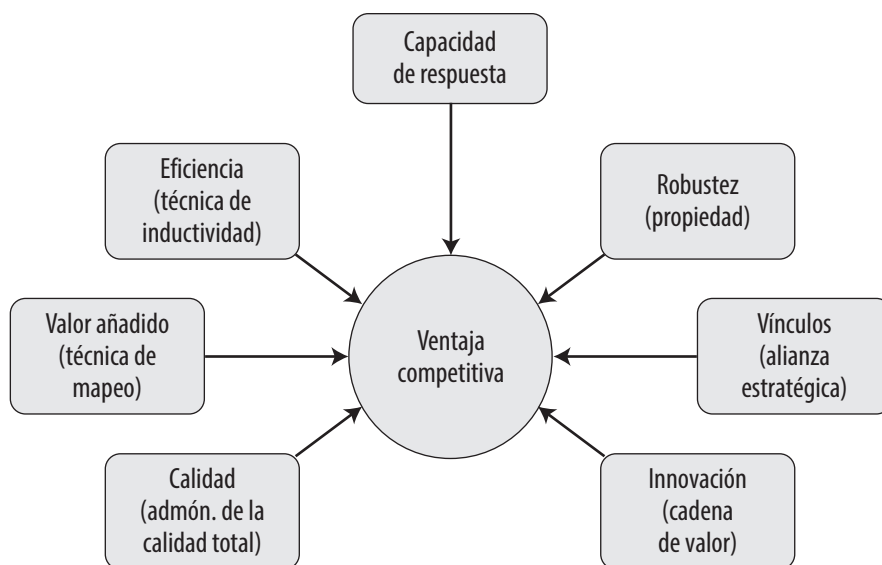 Capacidad
de respuesta
Eficiencia
(técnica de
inductividad)
Robustez
(propiedad)
Valor añadido
(técnica de
mapeo)
Ventaja
competitiva
Vínculos
(alianza
estratégica)
Calidad
(admón. de la
calidad total)
Innovación
(cadena
de valor)